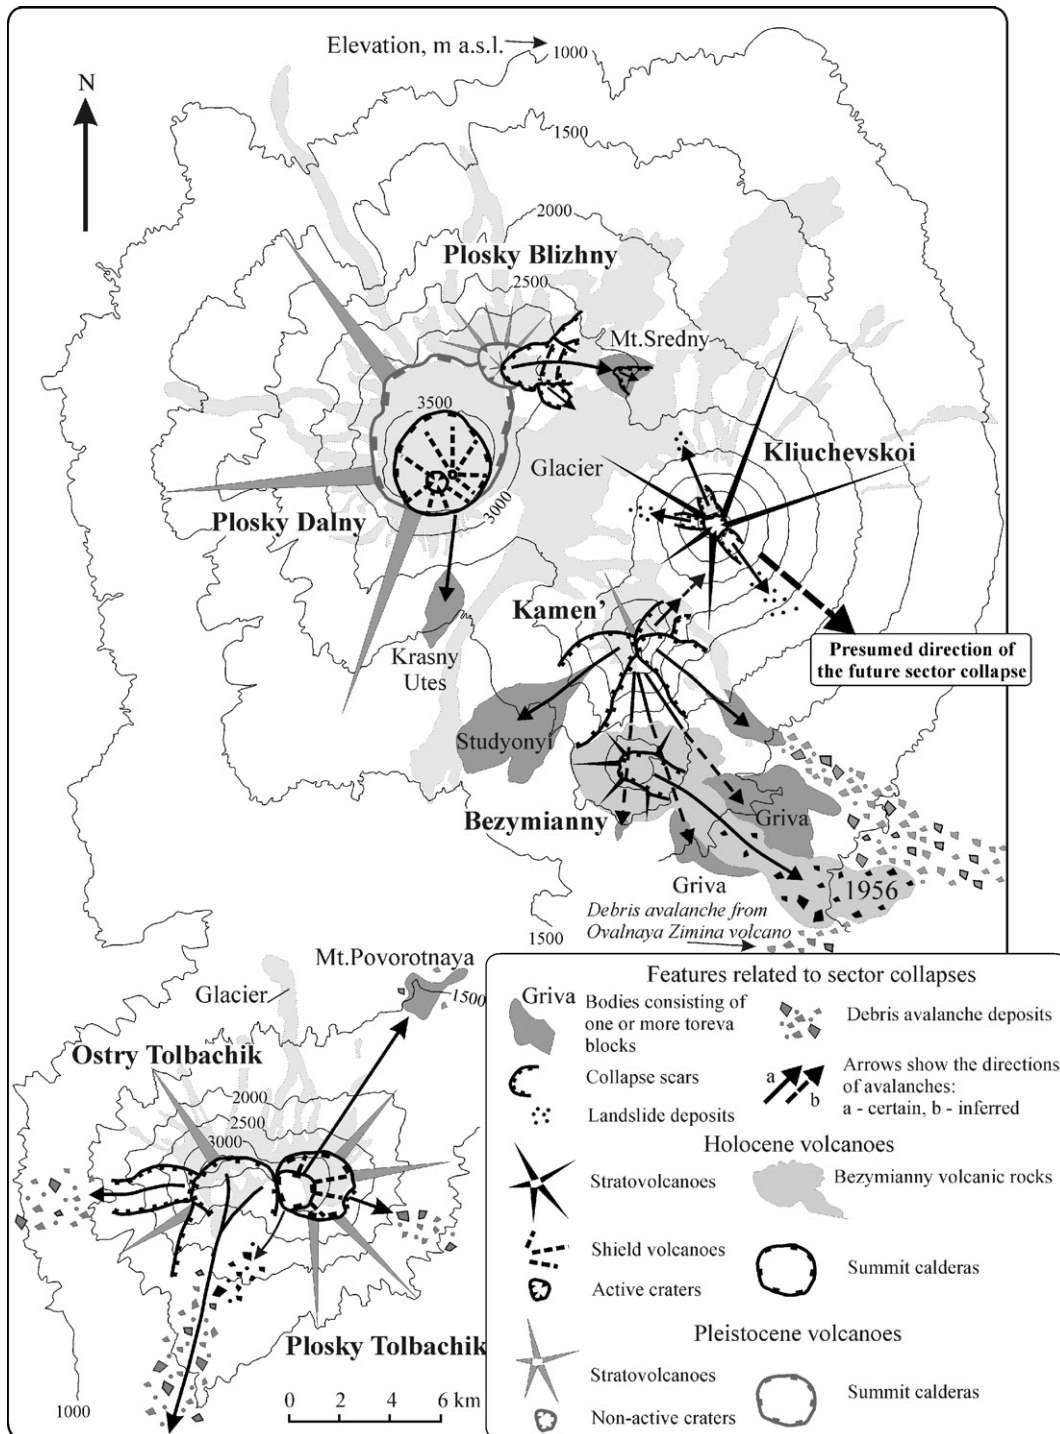 Elevation, m a.s.l.
1000
N
1500
2000
Plosky Blizhny
2500
Mt.Sredny
3500
Kliuchevskoi
Glacier
3000
Plosky Dalny
Kamen’
Krasny
Utes
Presumed direction of
the future sector collapse
Studyonyi
Bezymianny
Griva
Griva
1956
Debris avalanche from
Ovalnaya Zimina volcano
1500
Mt.Povorotnaya
Glacier
1500
Ostry Tolbachik
2000
2500
3000
Plosky Tolbachik
1000
0 2 4 6 km
Features related to sector collapses
Griva
Bodies consisting of
one or more toreva
blocks
Debris avalanche deposits
Collapse scars
a
b
Arrows show the directions
of avalanches:
a - certain, b - inferred
Landslide deposits
Holocene volcanoes
Stratovolcanoes
Bezymianny volcanic rocks
Shield volcanoes
Active craters
Summit calderas
Pleistocene volcanoes
Stratovolcanoes
Non-active craters
Summit calderas